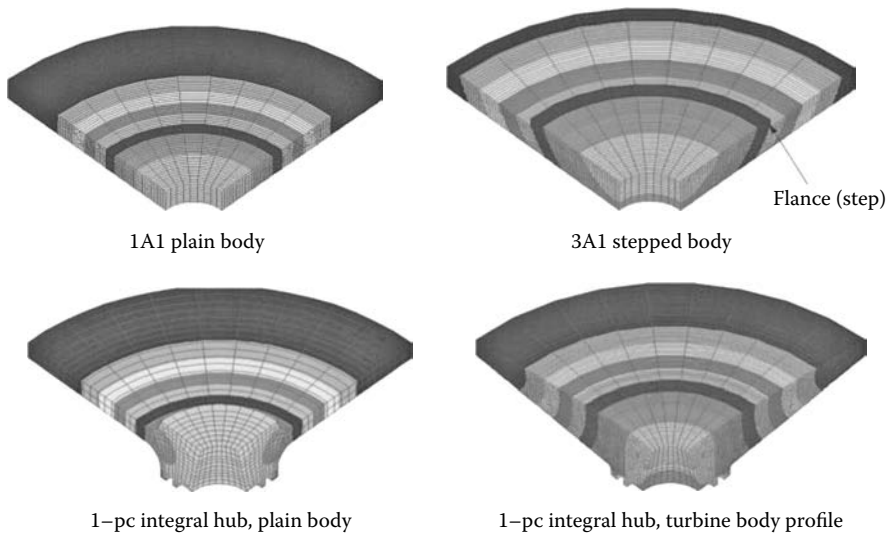 Flance (step)
1A1 plain body
3A1 stepped body
1–pc integral hub, plain body
1–pc integral hub, turbine body profile